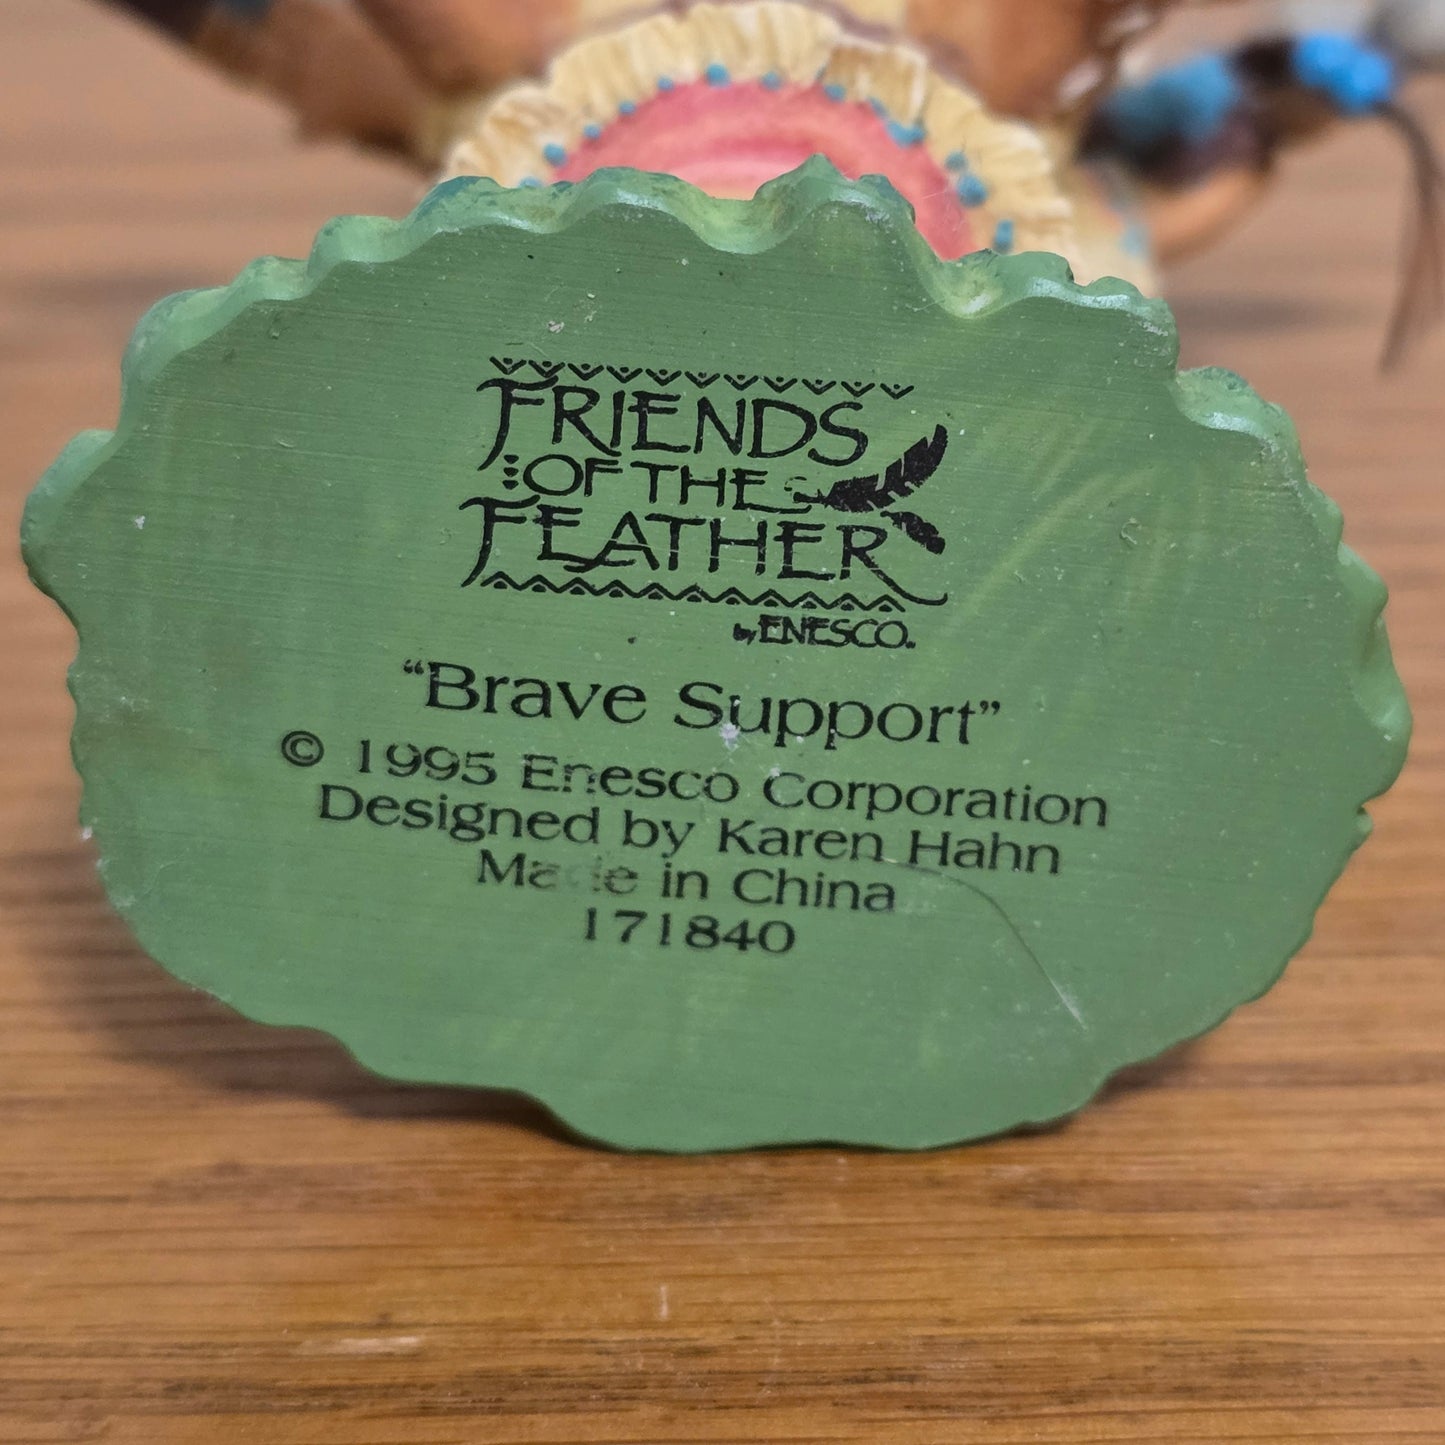 FRIENDS
OF THE
FEATHER
by ENESCO.
“Brave Support”
© 1995 Enesco Corporation
Designed by Karen Hahn
Made in China
171840